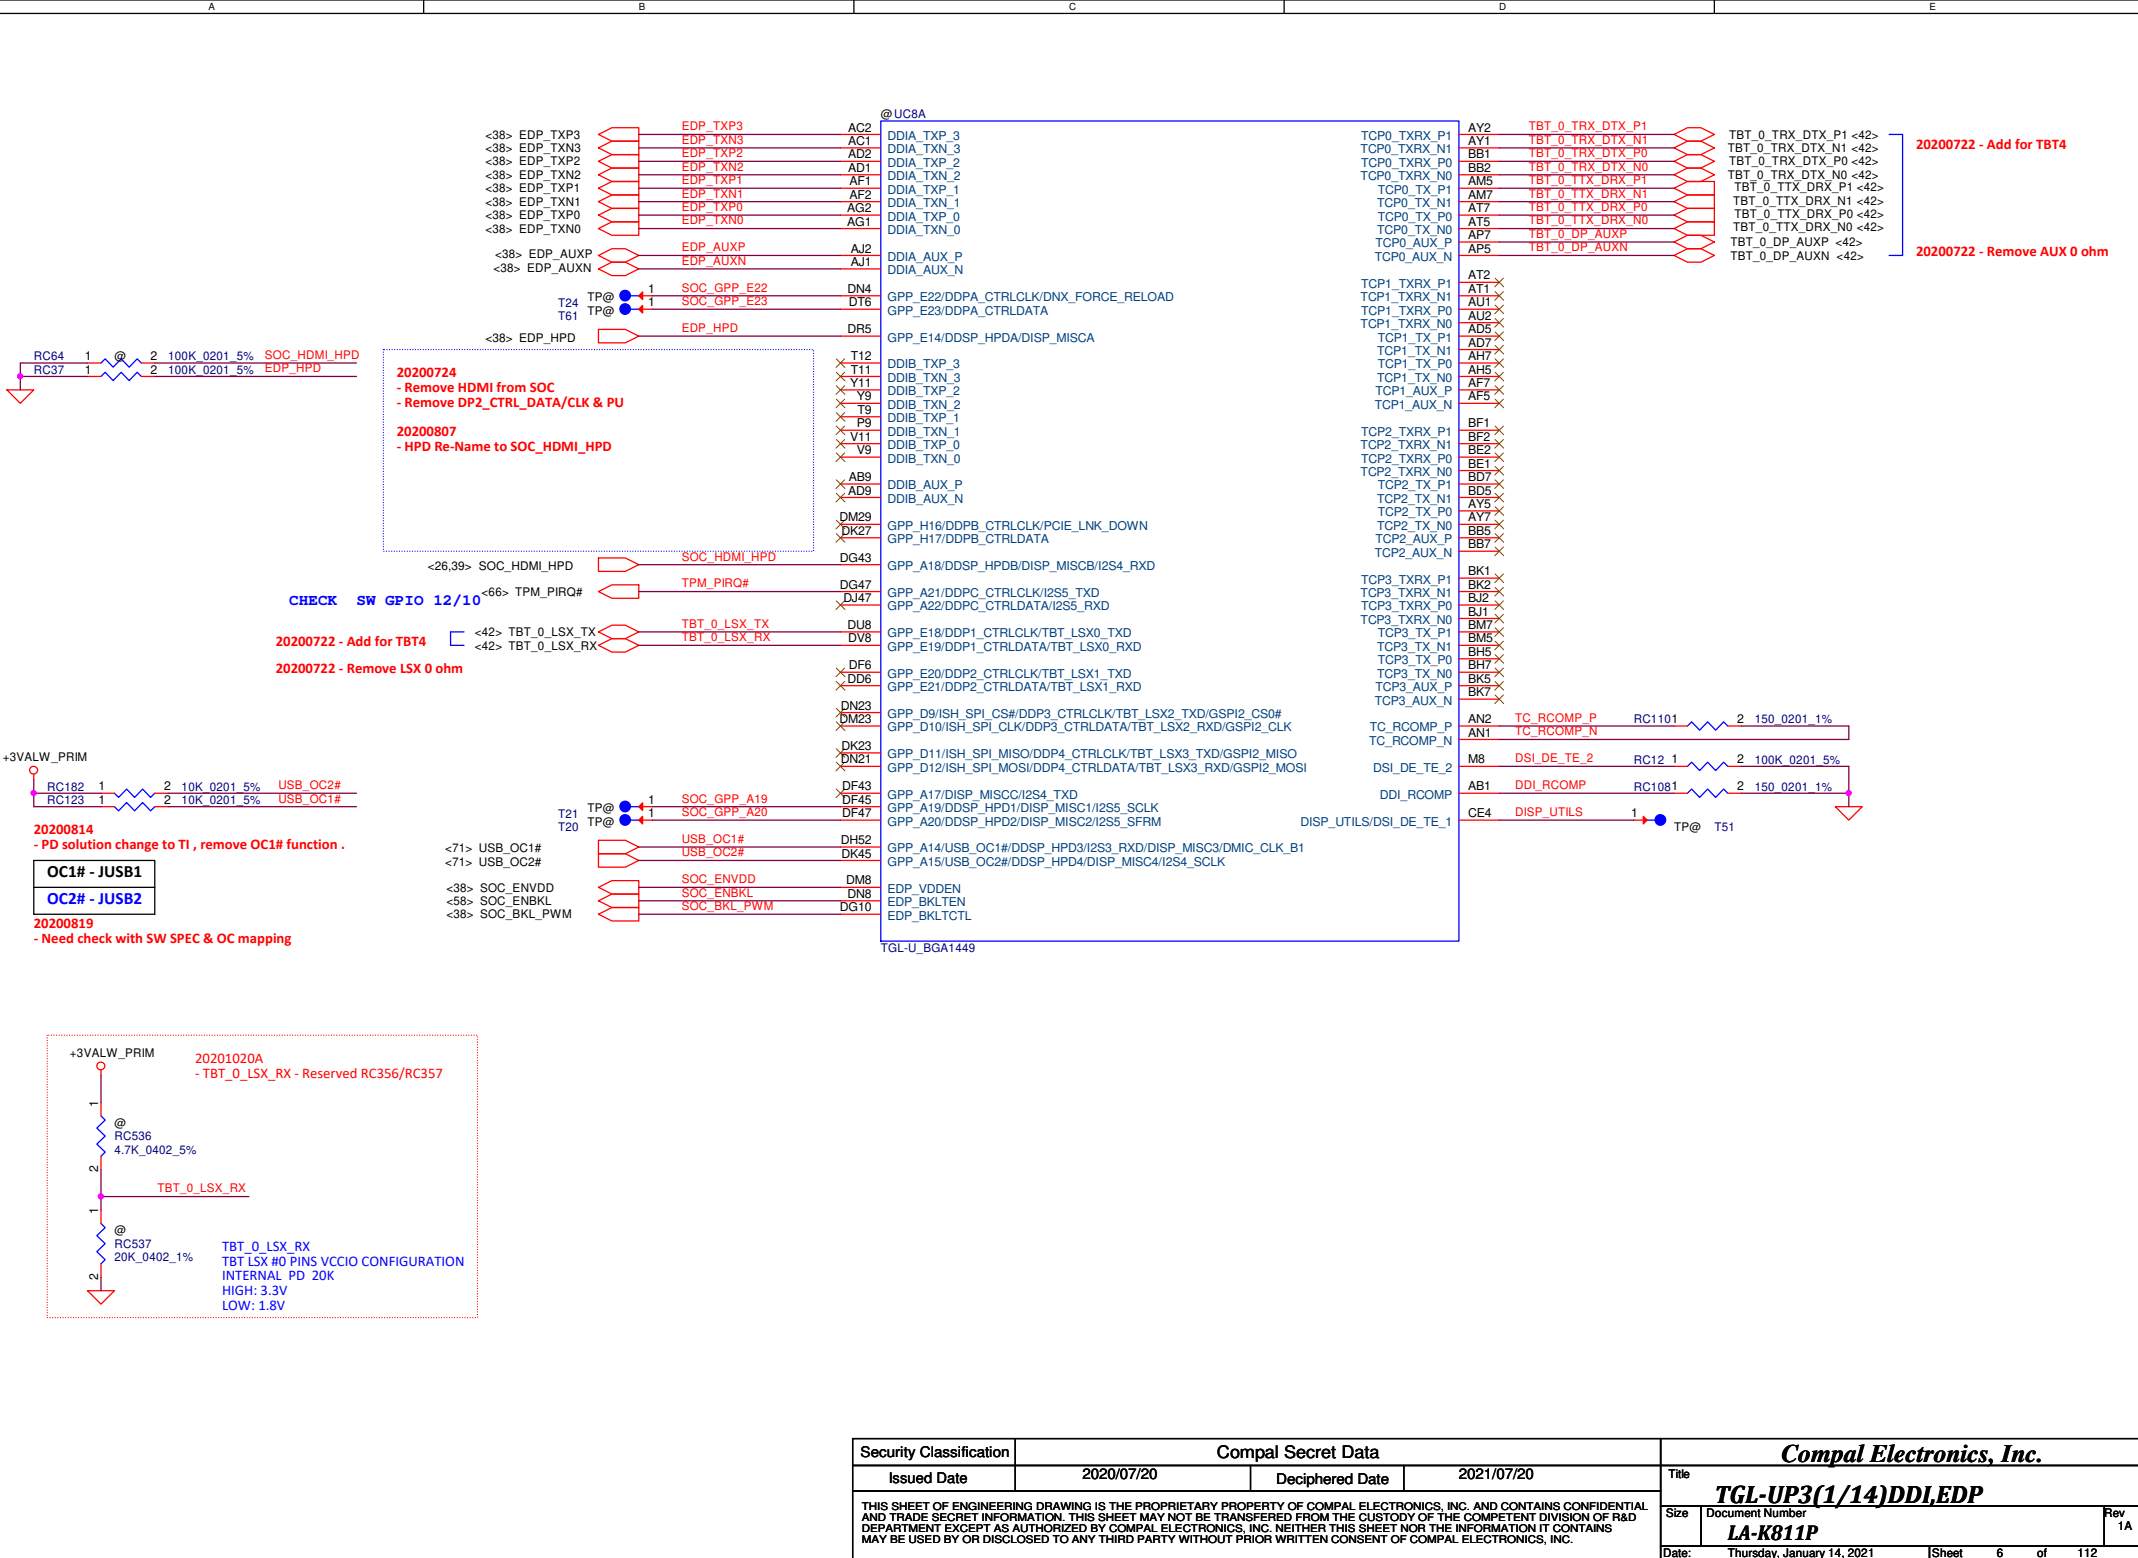 A B C D E
@ UC8A
<38> EDP_TXP3 EDP_TXP3 AC2 DDIA_TXP_3
<38> EDP_TXN3 EDP_TXN3 AC1 DDIA_TXN_3
<38> EDP_TXP2 EDP_TXP2 AD2 DDIA_TXP_2
<38> EDP_TXN2 EDP_TXN2 AD1 DDIA_TXN_2
<38> EDP_TXP1 EDP_TXP1 AF1 DDIA_TXP_1
<38> EDP_TXN1 EDP_TXN1 AF2 DDIA_TXN_1
<38> EDP_TXP0 EDP_TXP0 AG2 DDIA_TXP_0
<38> EDP_TXN0 EDP_TXN0 AG1 DDIA_TXN_0
<38> EDP_AUXP EDP_AUXP AJ2 DDIA_AUX_P
<38> EDP_AUXN EDP_AUXN AJ1 DDIA_AUX_N
T24 TP@ 1 SOC_GPP_E22 DN4 GPP_E22/DDPA_CTRLCLK/DNX_FORCE_RELOAD
T61 TP@ 1 SOC_GPP_E23 DT6 GPP_E23/DDPA_CTRLDATA
<38> EDP_HPD EDP_HPD DR5 GPP_E14/DDSP_HPDA/DISP_MISCA
RC64 1 @ 2 100K_0201_5% SOC_HDMI_HPD
RC37 1 2 100K_0201_5% EDP_HPD
20200724
- Remove HDMI from SOC
- Remove DP2_CTRL_DATA/CLK & PU
20200807
- HPD Re-Name to SOC_HDMI_HPD
T12 DDIB_TXP_3
T11 DDIB_TXN_3
Y11 DDIB_TXP_2
Y9 DDIB_TXN_2
T9 DDIB_TXP_1
P9 DDIB_TXN_1
V11 DDIB_TXP_0
V9 DDIB_TXN_0
AB9 DDIB_AUX_P
AD9 DDIB_AUX_N
DM29 GPP_H16/DDPB_CTRLCLK/PCIE_LNK_DOWN
DK27 GPP_H17/DDPB_CTRLDATA
<26,39> SOC_HDMI_HPD SOC_HDMI_HPD DG43 GPP_A18/DDSP_HPDB/DISP_MISCB/I2S4_RXD
CHECK SW GPIO 12/10
<66> TPM_PIRQ# TPM_PIRQ# DG47 GPP_A21/DDPC_CTRLCLK/I2S5_TXD
DJ47 GPP_A22/DDPC_CTRLDATA/I2S5_RXD
20200722 - Add for TBT4
<42> TBT_0_LSX_TX TBT_0_LSX_TX DU8 GPP_E18/DDP1_CTRLCLK/TBT_LSX0_TXD
<42> TBT_0_LSX_RX TBT_0_LSX_RX DV8 GPP_E19/DDP1_CTRLDATA/TBT_LSX0_RXD
20200722 - Remove LSX 0 ohm
DF6 GPP_E20/DDP2_CTRLCLK/TBT_LSX1_TXD
DD6 GPP_E21/DDP2_CTRLDATA/TBT_LSX1_RXD
DN23 GPP_D9/ISH_SPI_CS#/DDP3_CTRLCLK/TBT_LSX2_TXD/GSPI2_CS0#
DM23 GPP_D10/ISH_SPI_CLK/DDP3_CTRLDATA/TBT_LSX2_RXD/GSPI2_CLK
DK23 GPP_D11/ISH_SPI_MISO/DDP4_CTRLCLK/TBT_LSX3_TXD/GSPI2_MISO
DN21 GPP_D12/ISH_SPI_MOSI/DDP4_CTRLDATA/TBT_LSX3_RXD/GSPI2_MOSI
DF43 GPP_A17/DISP_MISCC/I2S4_TXD
T21 TP@ 1 SOC_GPP_A19 DF45 GPP_A19/DDSP_HPD1/DISP_MISC1/I2S5_SCLK
T20 TP@ 1 SOC_GPP_A20 DF47 GPP_A20/DDSP_HPD2/DISP_MISC2/I2S5_SFRM
<71> USB_OC1# USB_OC1# DH52 GPP_A14/USB_OC1#/DDSP_HPD3/I2S3_RXD/DISP_MISC3/DMIC_CLK_B1
<71> USB_OC2# USB_OC2# DK45 GPP_A15/USB_OC2#/DDSP_HPD4/DISP_MISC4/I2S4_SCLK
<38> SOC_ENVDD SOC_ENVDD DM8 EDP_VDDEN
<58> SOC_ENBKL SOC_ENBKL DN8 EDP_BKLTEN
<38> SOC_BKL_PWM SOC_BKL_PWM DG10 EDP_BKLTCTL
TGL-U_BGA1449
TCP0_TXRX_P1 AY2 TBT_0_TRX_DTX_P1 TBT_0_TRX_DTX_P1 <42>
TCP0_TXRX_N1 AY1 TBT_0_TRX_DTX_N1 TBT_0_TRX_DTX_N1 <42>
TCP0_TXRX_P0 BB1 TBT_0_TRX_DTX_P0 TBT_0_TRX_DTX_P0 <42>
TCP0_TXRX_N0 BB2 TBT_0_TRX_DTX_N0 TBT_0_TRX_DTX_N0 <42>
TCP0_TX_P1 AM5 TBT_0_TTX_DRX_P1 TBT_0_TTX_DRX_P1 <42>
TCP0_TX_N1 AM7 TBT_0_TTX_DRX_N1 TBT_0_TTX_DRX_N1 <42>
TCP0_TX_P0 AT7 TBT_0_TTX_DRX_P0 TBT_0_TTX_DRX_P0 <42>
TCP0_TX_N0 AT5 TBT_0_TTX_DRX_N0 TBT_0_TTX_DRX_N0 <42>
TCP0_AUX_P AP7 TBT_0_DP_AUXP TBT_0_DP_AUXP <42>
TCP0_AUX_N AP5 TBT_0_DP_AUXN TBT_0_DP_AUXN <42>
20200722 - Add for TBT4
20200722 - Remove AUX 0 ohm
TCP1_TXRX_P1 AT2
TCP1_TXRX_N1 AT1
TCP1_TXRX_P0 AU1
TCP1_TXRX_N0 AU2
TCP1_TX_P1 AD5
TCP1_TX_N1 AD7
TCP1_TX_P0 AH7
TCP1_TX_N0 AH5
TCP1_AUX_P AF7
TCP1_AUX_N AF5
TCP2_TXRX_P1 BF1
TCP2_TXRX_N1 BF2
TCP2_TXRX_P0 BE2
TCP2_TXRX_N0 BE1
TCP2_TX_P1 BD7
TCP2_TX_N1 BD5
TCP2_TX_P0 AY5
TCP2_TX_N0 AY7
TCP2_AUX_P BB5
TCP2_AUX_N BB7
TCP3_TXRX_P1 BK1
TCP3_TXRX_N1 BK2
TCP3_TXRX_P0 BJ2
TCP3_TXRX_N0 BJ1
TCP3_TX_P1 BM7
TCP3_TX_N1 BM5
TCP3_TX_P0 BH5
TCP3_TX_N0 BH7
TCP3_AUX_P BK5
TCP3_AUX_N BK7
TC_RCOMP_P AN2 TC_RCOMP_P RC110 1 2 150_0201_1%
TC_RCOMP_N AN1 TC_RCOMP_N
DSI_DE_TE_2 M8 DSI_DE_TE_2 RC12 1 2 100K_0201_5%
DDI_RCOMP AB1 DDI_RCOMP RC108 1 2 150_0201_1%
DISP_UTILS/DSI_DE_TE_1 CE4 DISP_UTILS 1 TP@ T51
+3VALW_PRIM
RC182 1 2 10K_0201_5% USB_OC2#
RC123 1 2 10K_0201_5% USB_OC1#
20200814
- PD solution change to TI , remove OC1# function .
OC1# - JUSB1
OC2# - JUSB2
20200819
- Need check with SW SPEC & OC mapping
+3VALW_PRIM
20201020A
- TBT_0_LSX_RX - Reserved RC356/RC357
1
@
RC536
4.7K_0402_5%
2
TBT_0_LSX_RX
1
@
RC537
20K_0402_1%
2
TBT_0_LSX_RX
TBT LSX #0 PINS VCCIO CONFIGURATION
INTERNAL PD 20K
HIGH: 3.3V
LOW: 1.8V
Security Classification Compal Secret Data
Issued Date 2020/07/20 Deciphered Date 2021/07/20
THIS SHEET OF ENGINEERING DRAWING IS THE PROPRIETARY PROPERTY OF COMPAL ELECTRONICS, INC. AND CONTAINS CONFIDENTIAL
AND TRADE SECRET INFORMATION. THIS SHEET MAY NOT BE TRANSFERED FROM THE CUSTODY OF THE COMPETENT DIVISION OF R&D
DEPARTMENT EXCEPT AS AUTHORIZED BY COMPAL ELECTRONICS, INC. NEITHER THIS SHEET NOR THE INFORMATION IT CONTAINS
MAY BE USED BY OR DISCLOSED TO ANY THIRD PARTY WITHOUT PRIOR WRITTEN CONSENT OF COMPAL ELECTRONICS, INC.
Compal Electronics, Inc.
Title
TGL-UP3(1/14)DDI,EDP
Size Document Number Rev
LA-K811P 1A
Date: Thursday, January 14, 2021 Sheet 6 of 112